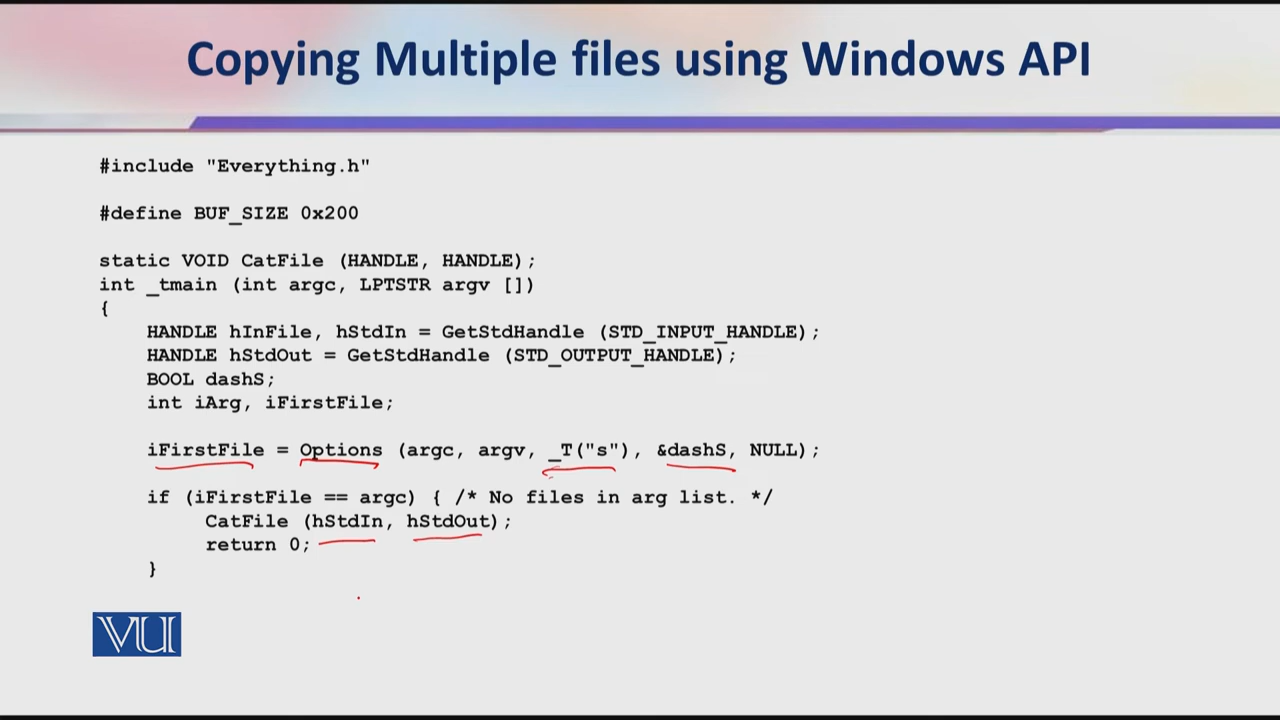 Copying Multiple files using Windows API
#include "Everything.h"
#define BUF_SIZE 0x200
static VOID CatFile (HANDLE, HANDLE);
int _tmain (int argc, LPTSTR argv [])
{
HANDLE hInFile, hStdIn = GetStdHandle (STD_INPUT_HANDLE);
HANDLE hStdOut = GetStdHandle (STD_OUTPUT_HANDLE);
BOOL dashS;
int iArg, iFirstFile;
iFirstFile = Options (argc, argv, _T("s"), &dashS, NULL);
if (iFirstFile == argc) { /* No files in arg list. */
CatFile (hStdIn, hStdOut);
return 0;
}
VU